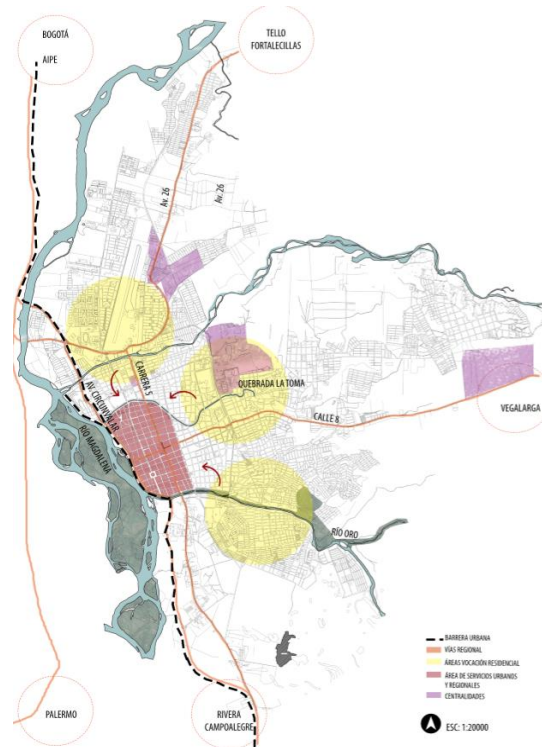 BOGOTÁ
AIPE
TELLO
FORTALECILLAS
Av. 26
Av. 26
CARRERA 5
AV. CIRCUNVALAR
QUEBRADA LA TOMA
CALLE 8
VEGALARGA
RÍO MAGDALENA
RÍO ORO
PALERMO
RIVERA
CAMPOALEGRE
BARRERA URBANA
VÍAS REGIONAL
ÁREAS VOCACIÓN RESIDENCIAL
ÁREA DE SERVICIOS URBANOS
Y REGIONALES
CENTRALIDADES
ESC: 1:20000